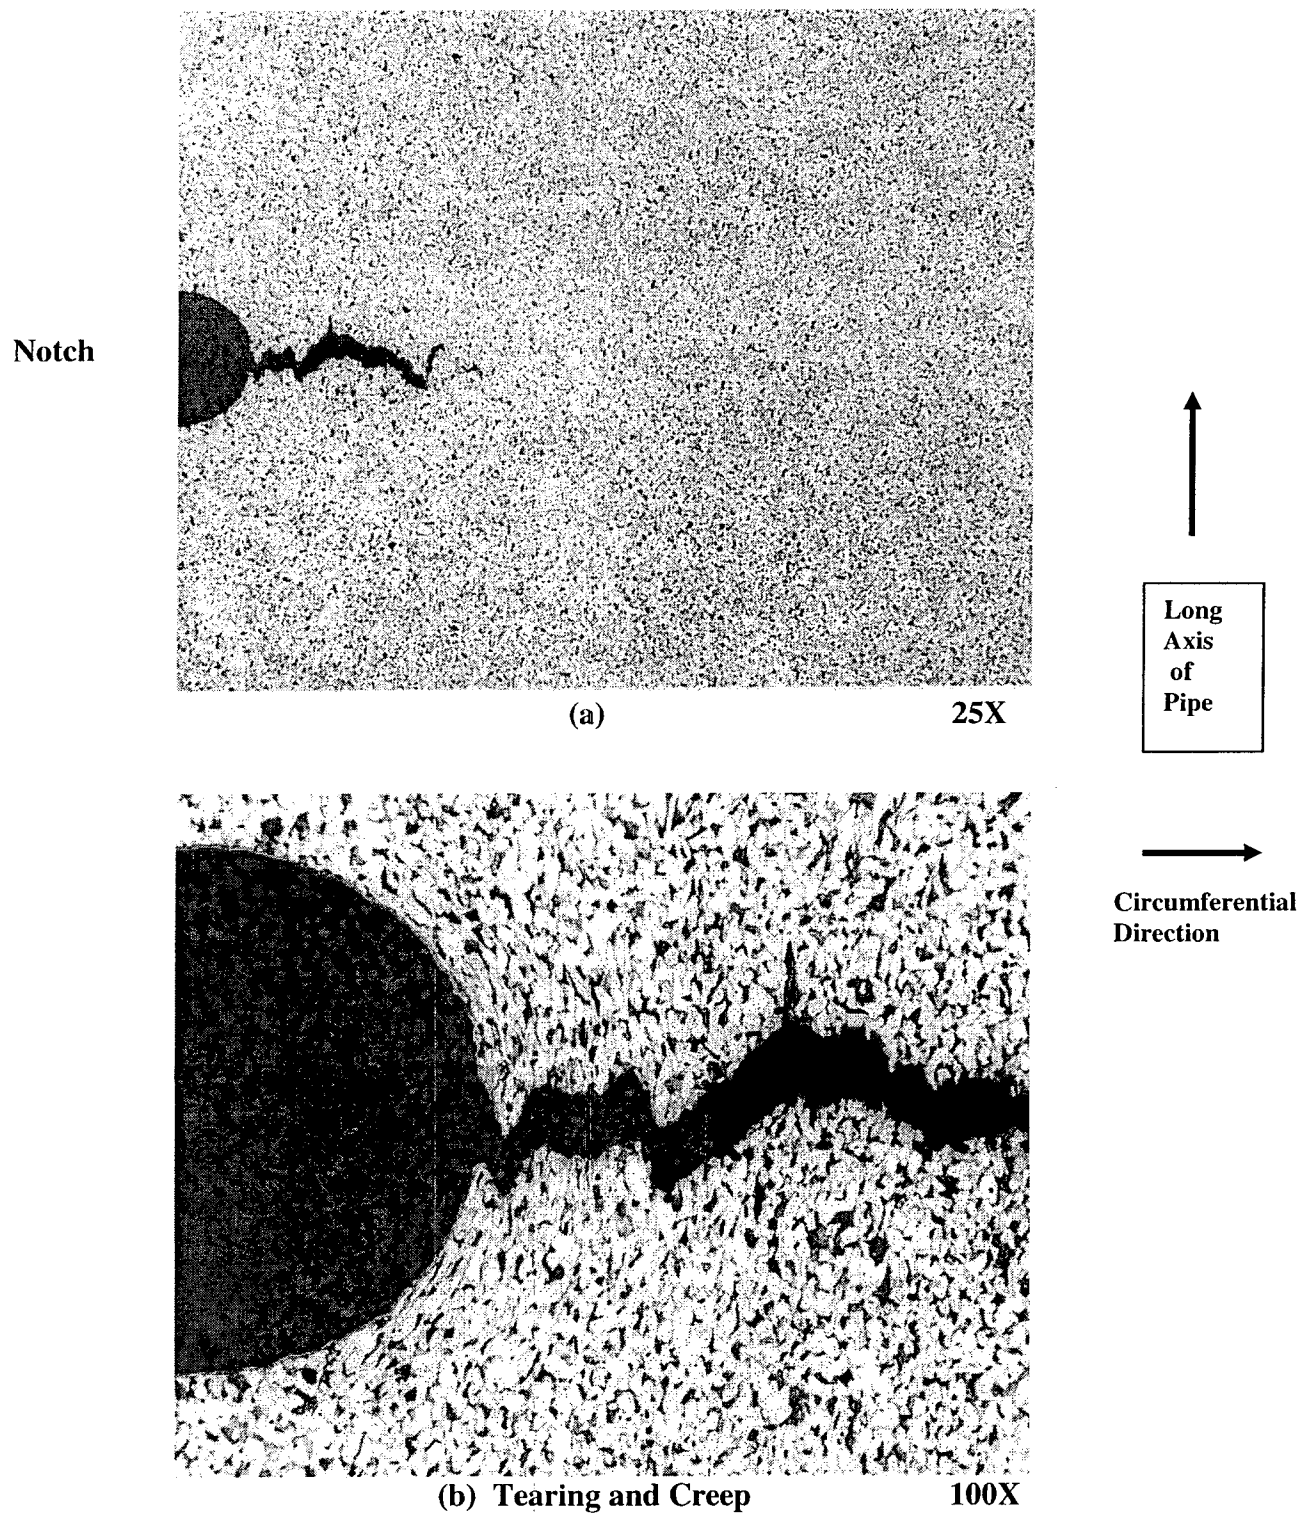 Notch
(a)
25X
Long
Axis
of
Pipe
Circumferential
Direction
(b) Tearing and Creep
100X